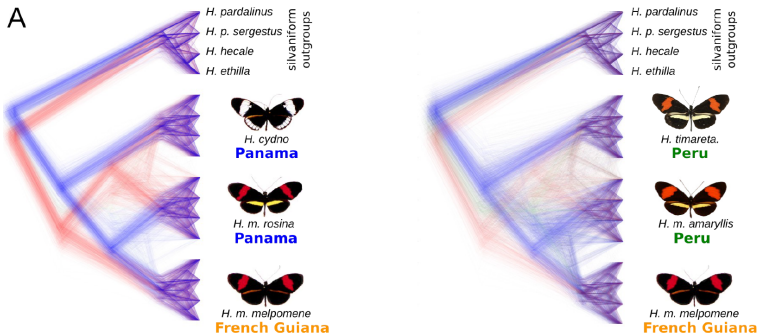 A
H. pardalinus
H. p. sergestus
H. hecale
H. ethilla
silvaniform
outgroups
H. cydno
Panama
H. m. rosina
Panama
H. m. melpomene
French Guiana
H. pardalinus
H. p. sergestus
H. hecale
H. ethilla
silvaniform
outgroups
H. timareta.
Peru
H. m. amaryllis
Peru
H. m. melpomene
French Guiana